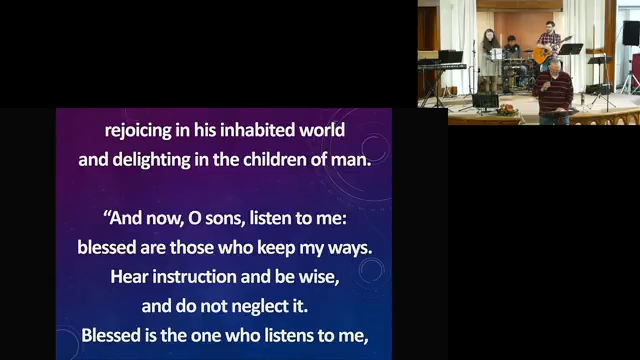 rejoicing in his inhabited world
and delighting in the children of man.
“And now, O sons, listen to me:
blessed are those who keep my ways.
Hear instruction and be wise,
and do not neglect it.
Blessed is the one who listens to me,